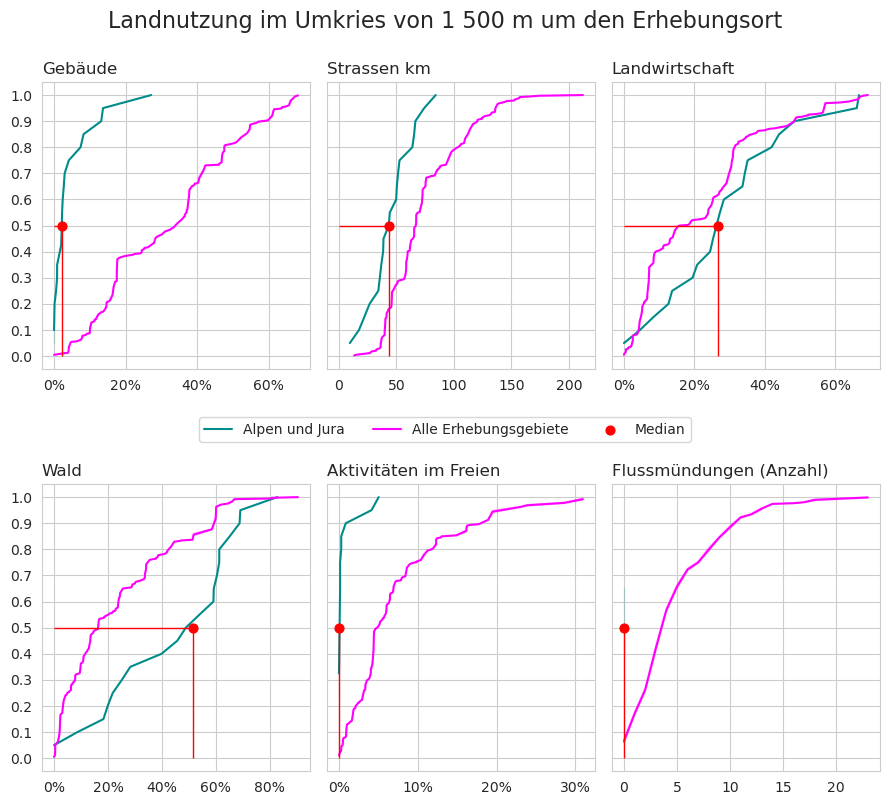 Landnutzung im Umkries von 1 500 m um den Erhebungsort
Gebäude
Strassen km
Landwirtschaft
1.0
0.9
0.8
0.7
0.6
0.5
0.4
0.3
0.2
0.1
0.0
0% 20% 40% 60%
0 50 100 150 200
0% 20% 40% 60%
Alpen und Jura Alle Erhebungsgebiete Median
Wald
Aktivitäten im Freien
Flussmündungen (Anzahl)
1.0
0.9
0.8
0.7
0.6
0.5
0.4
0.3
0.2
0.1
0.0
0% 20% 40% 60% 80%
0% 10% 20% 30%
0 5 10 15 20